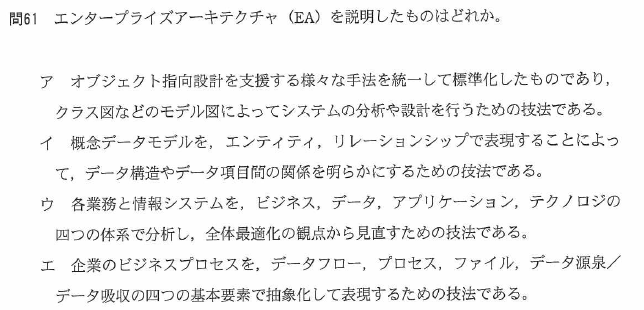 問61 エンタープライズアーキテクチャ（EA）を説明したものはどれか。
ア オブジェクト指向設計を支援する様々な手法を統一して標準化したものであり，
クラス図などのモデル図によってシステムの分析や設計を行うための技法である。
イ 概念データモデルを，エンティティ，リレーションシップで表現することによっ
て，データ構造やデータ項目間の関係を明らかにするための技法である。
ウ 各業務と情報システムを，ビジネス，データ，アプリケーション，テクノロジの
四つの体系で分析し，全体最適化の観点から見直すための技法である。
エ 企業のビジネスプロセスを，データフロー，プロセス，ファイル，データ源泉／
データ吸収の四つの基本要素で抽象化して表現するための技法である。